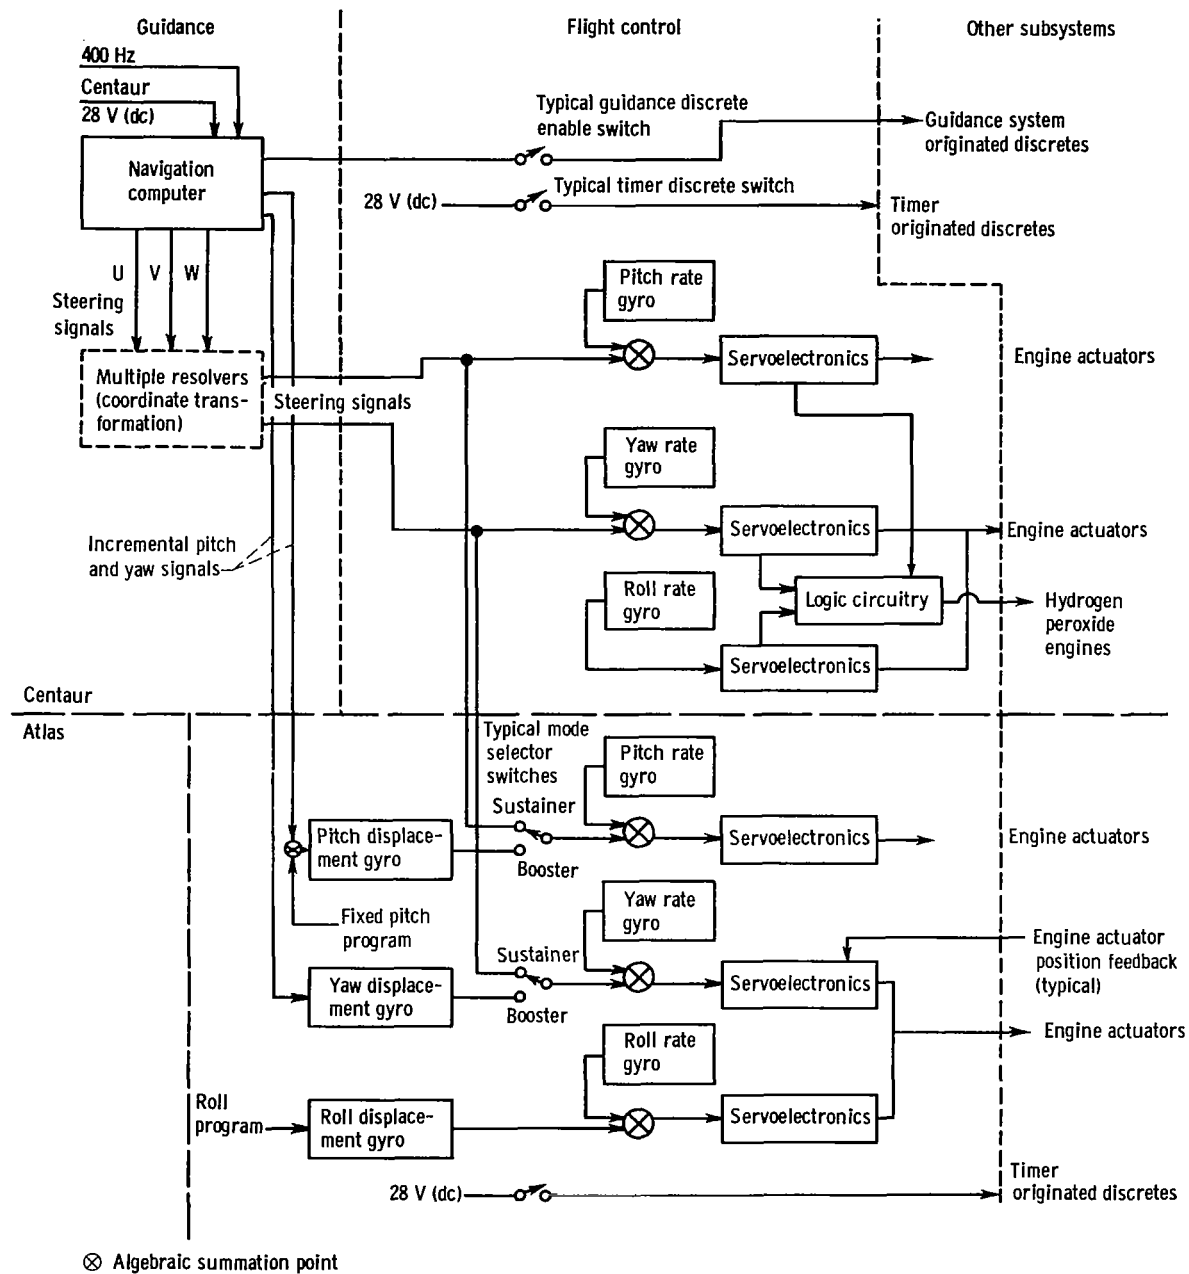 Guidance
Flight control
Other subsystems
400 Hz
Centaur
28 V (dc)
Navigation
computer
Typical guidance discrete
enable switch
Guidance system
originated discretes
28 V (dc)
Typical timer discrete switch
Timer
originated discretes
U
V
W
Steering
signals
Multiple resolvers
(coordinate trans-
formation)
Steering signals
Pitch rate
gyro
Servoelectronics
Engine actuators
Yaw rate
gyro
Servoelectronics
Engine actuators
Incremental pitch
and yaw signals
Roll rate
gyro
Logic circuitry
Hydrogen
peroxide
engines
Servoelectronics
Centaur
Atlas
Typical mode
selector
switches
Pitch rate
gyro
Sustainer
Pitch displace-
ment gyro
Booster
Servoelectronics
Engine actuators
Fixed pitch
program
Yaw rate
gyro
Sustainer
Yaw displace-
ment gyro
Booster
Servoelectronics
Engine actuator
position feedback
(typical)
Engine actuators
Roll rate
gyro
Roll
program
Roll displace-
ment gyro
Servoelectronics
28 V (dc)
Timer
originated discretes
⊗ Algebraic summation point